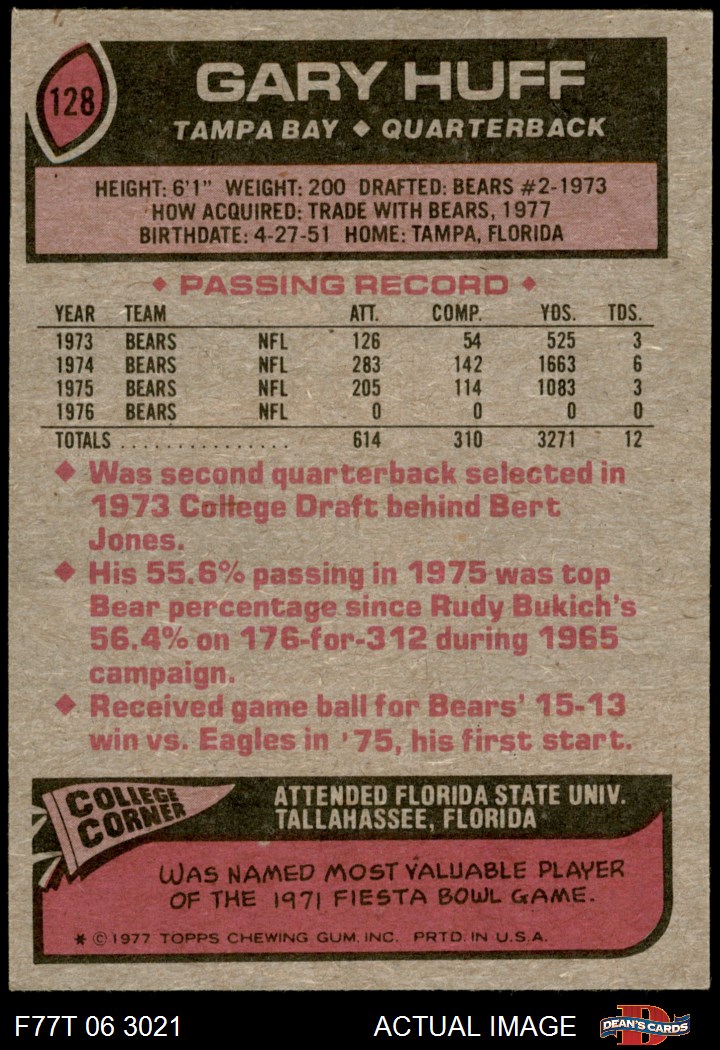 128
GARY HUFF
TAMPA BAY ◆ QUARTERBACK
HEIGHT: 6'1" WEIGHT: 200 DRAFTED: BEARS #2-1973
HOW ACQUIRED: TRADE WITH BEARS, 1977
BIRTHDATE: 4-27-51 HOME: TAMPA, FLORIDA
◆ PASSING RECORD ◆
YEAR TEAM ATT. COMP. YDS. TDS.
1973 BEARS NFL 126 54 525 3
1974 BEARS NFL 283 142 1663 6
1975 BEARS NFL 205 114 1083 3
1976 BEARS NFL 0 0 0 0
TOTALS ................ 614 310 3271 12
◆ Was second quarterback selected in
1973 College Draft behind Bert
Jones.
◆ His 55.6% passing in 1975 was top
Bear percentage since Rudy Bukich's
56.4% on 176-for-312 during 1965
campaign.
◆ Received game ball for Bears' 15-13
win vs. Eagles in '75, his first start.
COLLEGE
CORNER
ATTENDED FLORIDA STATE UNIV.
TALLAHASSEE, FLORIDA
WAS NAMED MOST VALUABLE PLAYER
OF THE 1971 FIESTA BOWL GAME.
* © 1977 TOPPS CHEWING GUM, INC. PRTD. IN U.S.A.
F77T 06 3021 ACTUAL IMAGE
D
DEAN'S CARDS